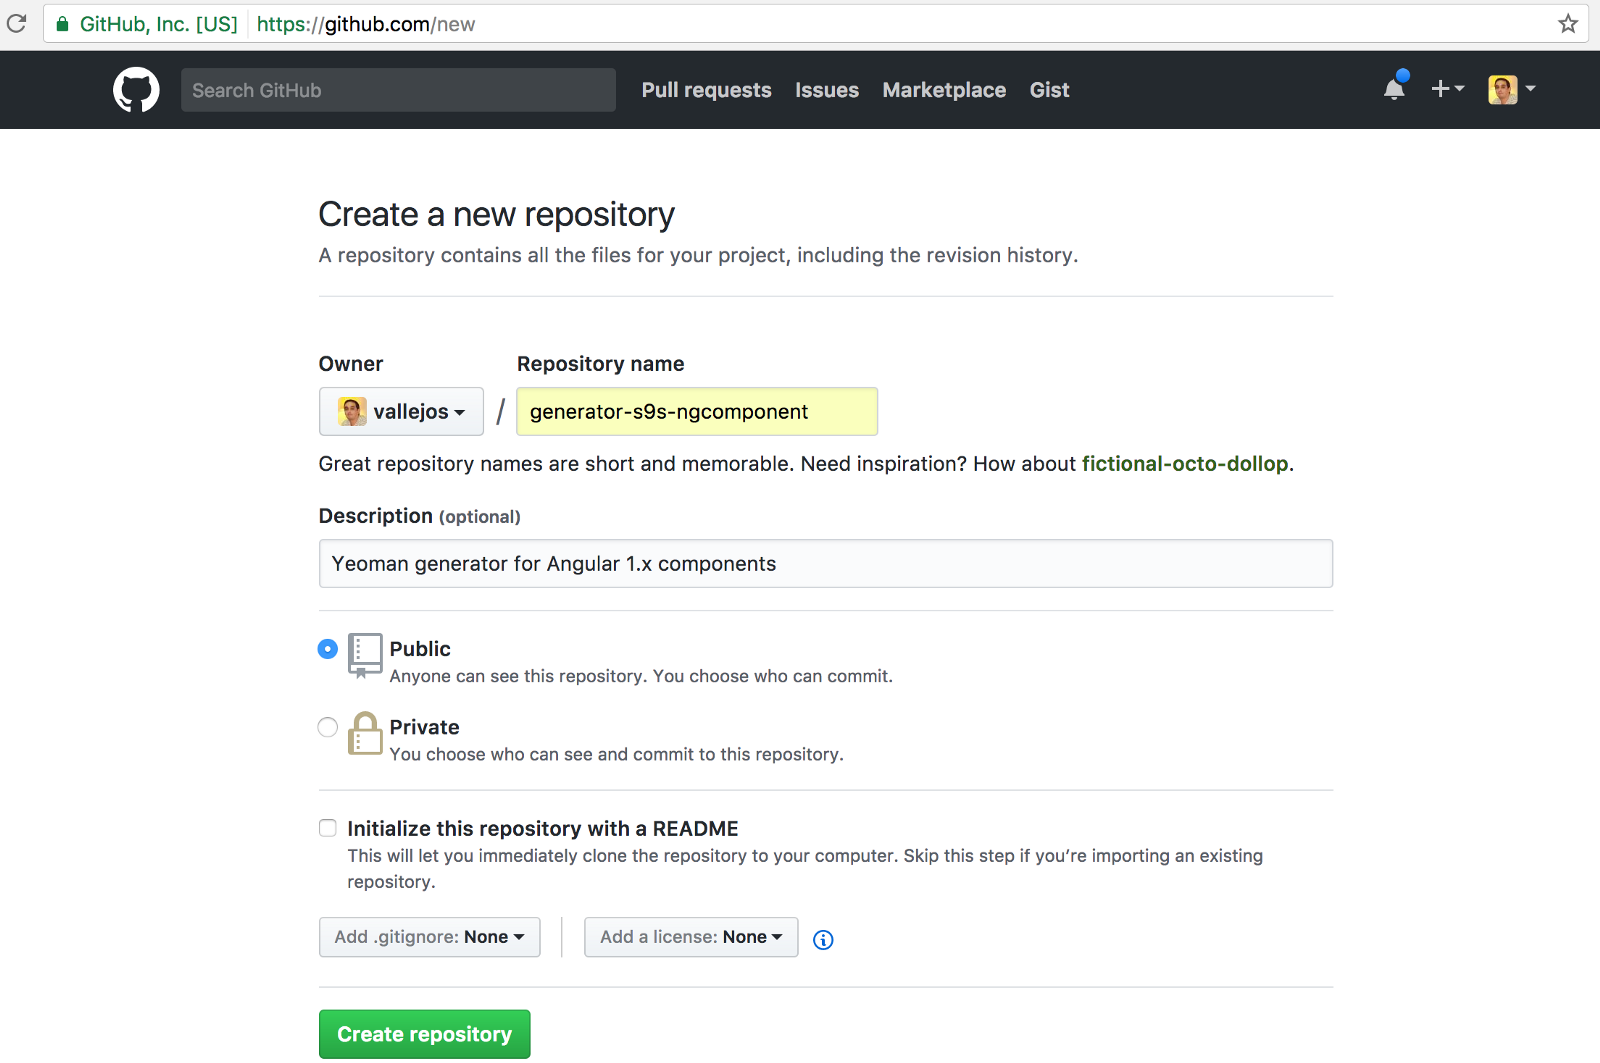 GitHub, Inc. [US] https://github.com/new
Search GitHub Pull requests Issues Marketplace Gist
Create a new repository
A repository contains all the files for your project, including the revision history.
Owner Repository name
vallejos / generator-s9s-ngcomponent
Great repository names are short and memorable. Need inspiration? How about fictional-octo-dollop.
Description (optional)
Yeoman generator for Angular 1.x components
Public
Anyone can see this repository. You choose who can commit.
Private
You choose who can see and commit to this repository.
Initialize this repository with a README
This will let you immediately clone the repository to your computer. Skip this step if you’re importing an existing
repository.
Add .gitignore: None Add a license: None
Create repository